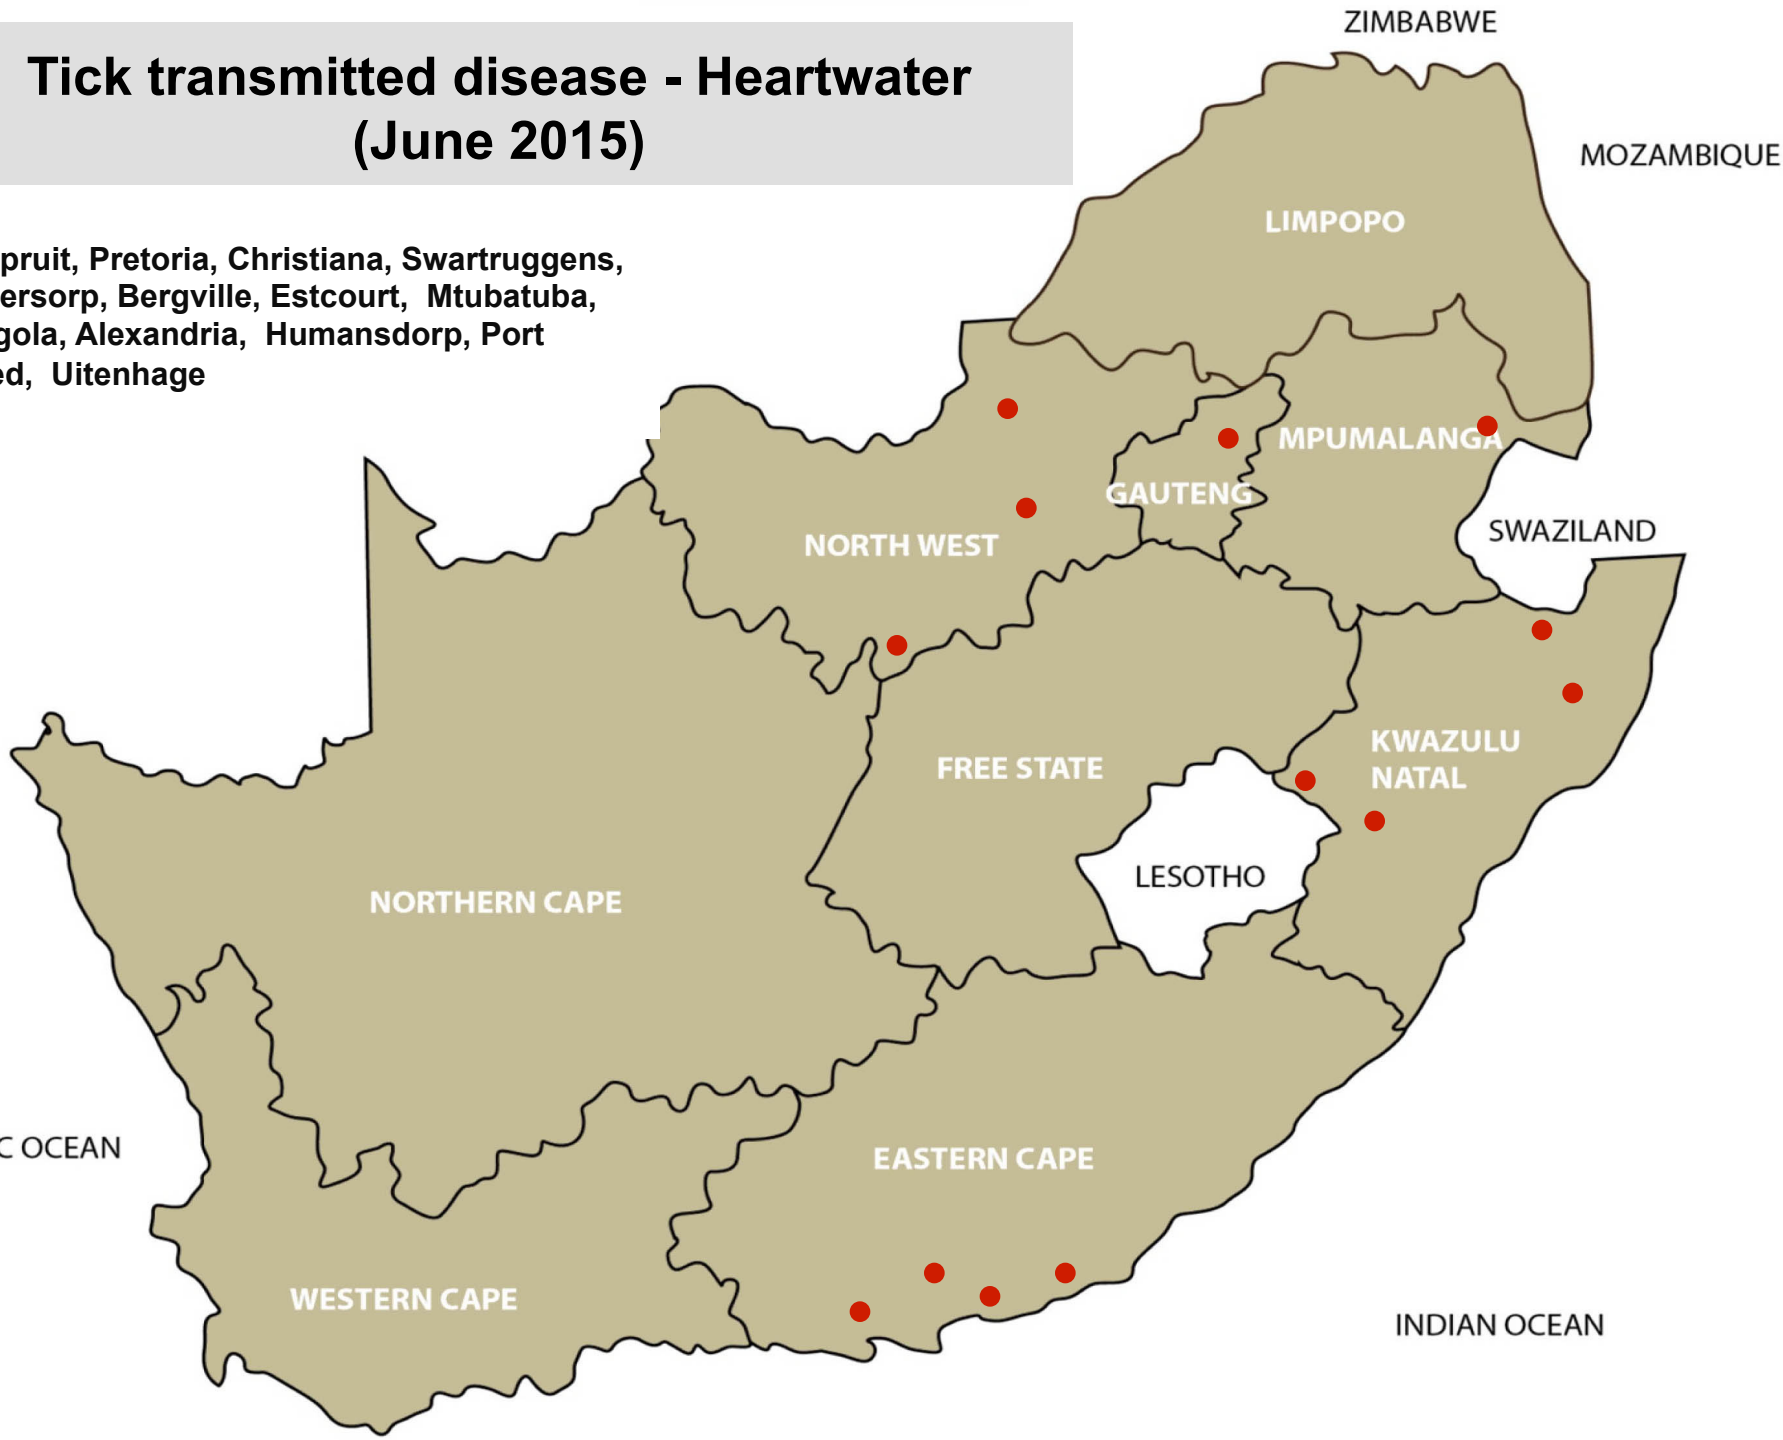 Tick transmitted disease - Heartwater
(June 2015)
pruit, Pretoria, Christiana, Swartruggens,
ersorp, Bergville, Estcourt, Mtubatuba,
gola, Alexandria, Humansdorp, Port
ed, Uitenhage
ZIMBABWE
MOZAMBIQUE
LIMPOPO
MPUMALANGA
GAUTENG
SWAZILAND
NORTH WEST
KWAZULU
NATAL
FREE STATE
LESOTHO
NORTHERN CAPE
C OCEAN
EASTERN CAPE
WESTERN CAPE
INDIAN OCEAN